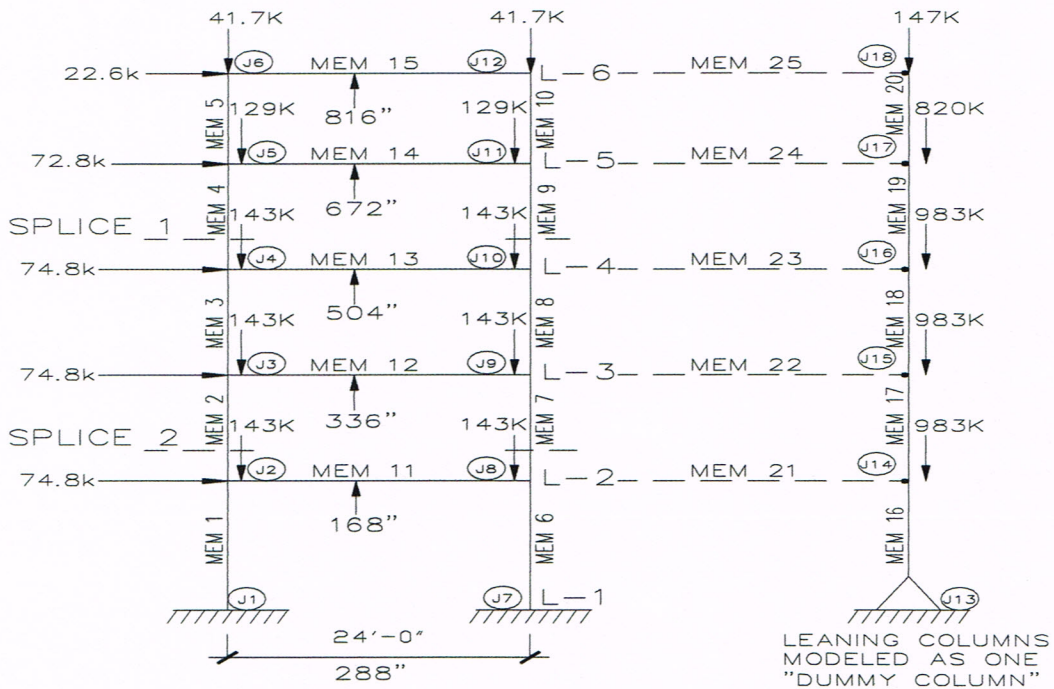 41.7K 41.7K 147K
J6 MEM 15 J12 L-6 MEM 25 J18
22.6k
MEM 5 129K 816" 129K MEM 10 MEM 20 820K
J5 MEM 14 J11 L-5 MEM 24 J17
72.8k
MEM 4 143K 672" 143K MEM 9 MEM 19 983K
SPLICE 1
J4 MEM 13 J10 L-4 MEM 23 J16
74.8k
MEM 3 143K 504" 143K MEM 8 MEM 18 983K
J3 MEM 12 J9 L-3 MEM 22 J15
74.8k
MEM 2 143K 336" 143K MEM 7 MEM 17 983K
SPLICE 2
J2 MEM 11 J8 L-2 MEM 21 J14
74.8k
MEM 1 168" MEM 6 MEM 16
J1 J7 L-1 J13
24'-0"
288"
LEANING COLUMNS
MODELED AS ONE
"DUMMY COLUMN"